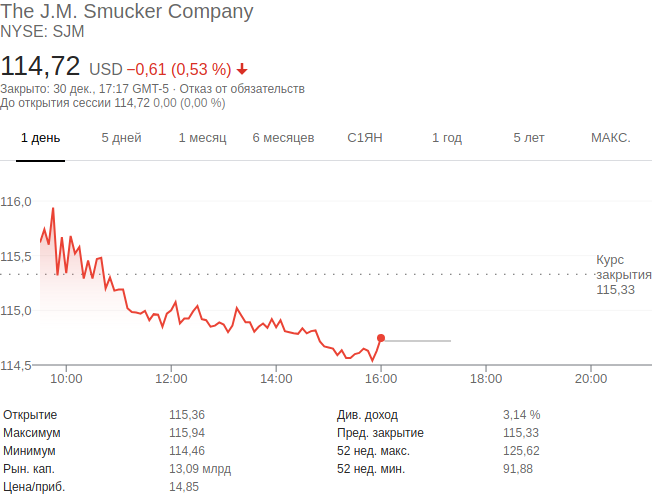 The J.M. Smucker Company
NYSE: SJM
114,72 USD −0,61 (0,53 %)
Закрыто: 30 дек., 17:17 GMT-5 · Отказ от обязательств
До открытия сессии 114,72 0,00 (0,00 %)
1 день 5 дней 1 месяц 6 месяцев С1ЯН 1 год 5 лет МАКС.
116,0
115,5
Курс
закрытия
115,33
115,0
114,5
10:00 12:00 14:00 16:00 18:00 20:00
Открытие 115,36 Див. доход 3,14 %
Максимум 115,94 Пред. закрытие 115,33
Минимум 114,46 52 нед. макс. 125,62
Рын. кап. 13,09 млрд 52 нед. мин. 91,88
Цена/приб. 14,85